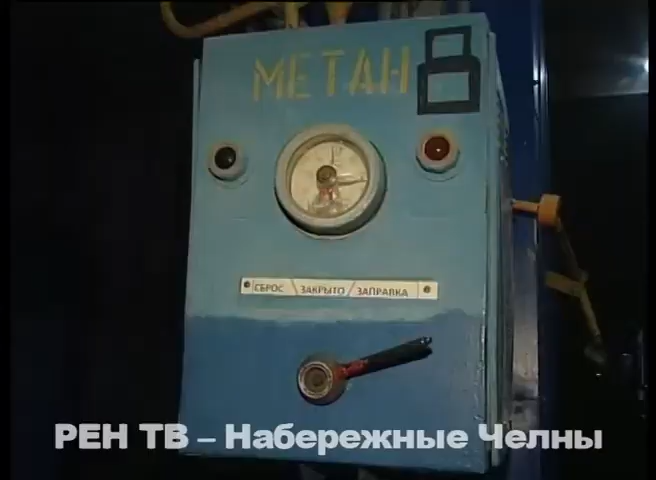 МЕТАН 8
СБРОС \ ЗАКРЫТО / ЗАПРАВКА
РЕН ТВ – Набережные Челны